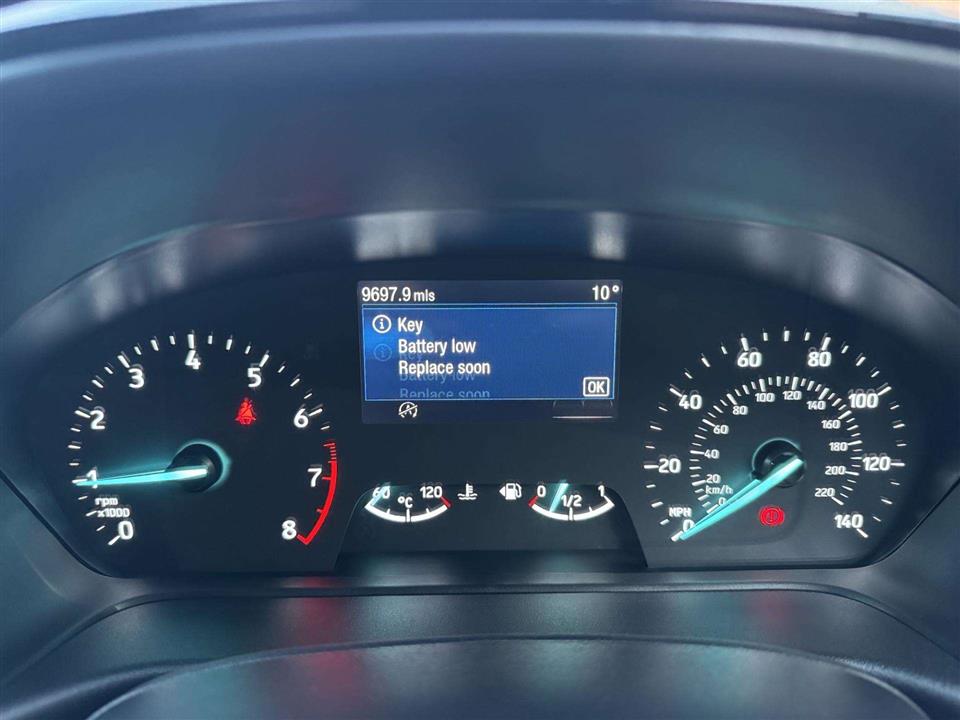 9697.9 mls 10°
Key
Battery low
Replace soon
OK
0 1 2 3 4 5 6 7 8
rpm
x1000
60 °C 120
0 1/2 1
0 20 40 60 80 100 120 140
MPH
0 20 40 60 80 100 120 140 160 180 200 220
km/h